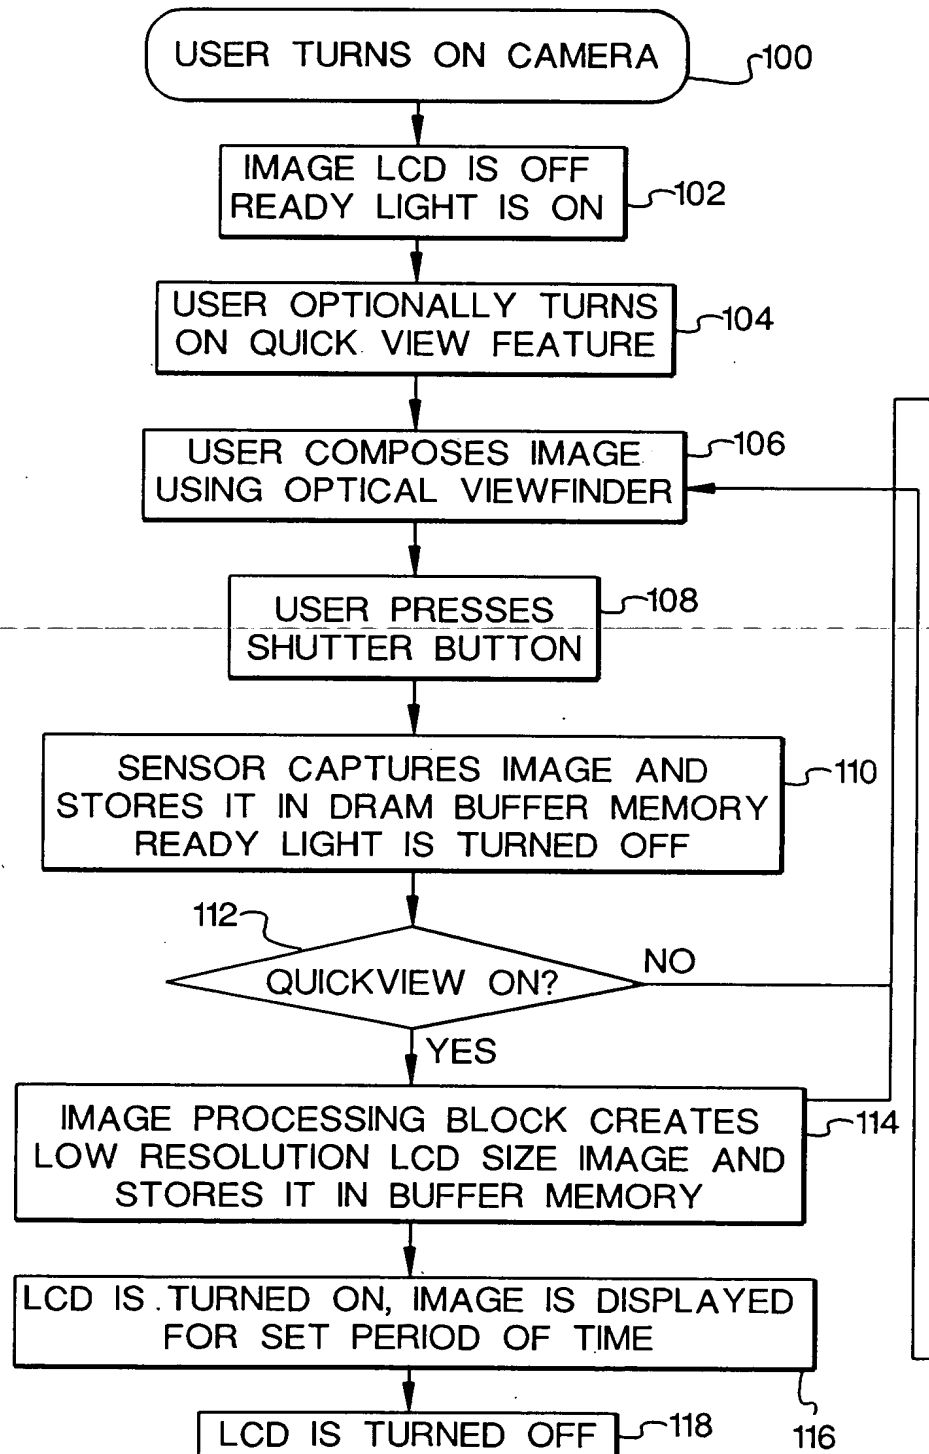 USER TURNS ON CAMERA
100
IMAGE LCD IS OFF
READY LIGHT IS ON
102
USER OPTIONALLY TURNS
ON QUICK VIEW FEATURE
104
USER COMPOSES IMAGE
USING OPTICAL VIEWFINDER
106
USER PRESSES
SHUTTER BUTTON
108
SENSOR CAPTURES IMAGE AND
STORES IT IN DRAM BUFFER MEMORY
READY LIGHT IS TURNED OFF
110
112
QUICKVIEW ON?
NO
YES
IMAGE PROCESSING BLOCK CREATES
LOW RESOLUTION LCD SIZE IMAGE AND
STORES IT IN BUFFER MEMORY
114
LCD IS TURNED ON, IMAGE IS DISPLAYED
FOR SET PERIOD OF TIME
116
LCD IS TURNED OFF
118